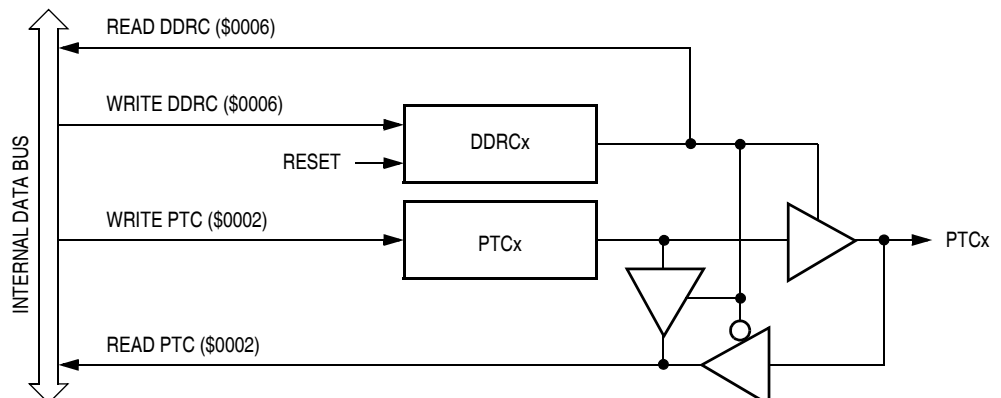 READ DDRC ($0006)
WRITE DDRC ($0006)
DDRCx
RESET
INTERNAL DATA BUS
WRITE PTC ($0002)
PTCx
PTCx
READ PTC ($0002)